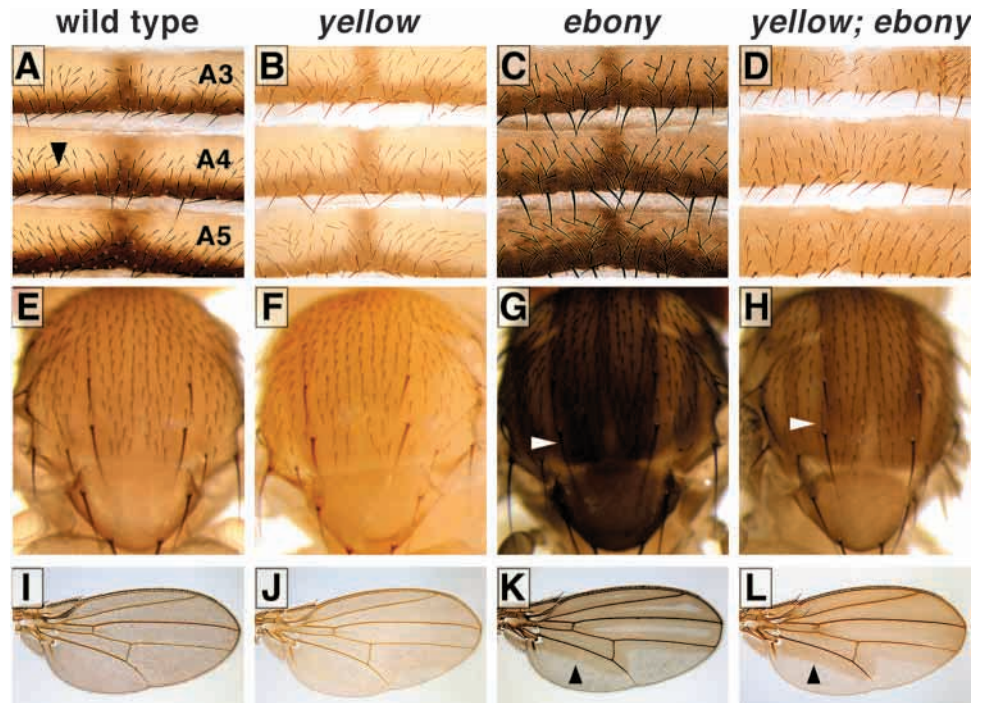 wild type yellow ebony yellow; ebony
A B C D
A3
A4
A5
E F G H
I J K L